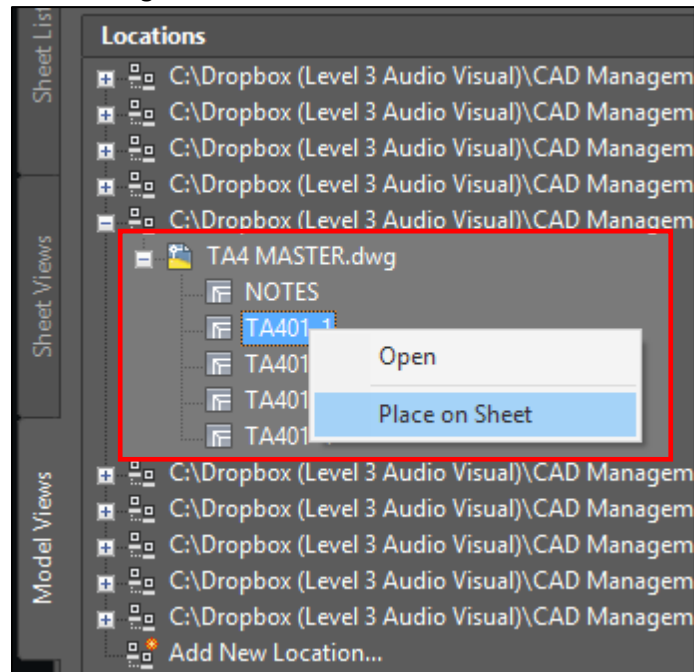 Sheet List
Locations
C:\Dropbox (Level 3 Audio Visual)\CAD Managem
C:\Dropbox (Level 3 Audio Visual)\CAD Managem
C:\Dropbox (Level 3 Audio Visual)\CAD Managem
C:\Dropbox (Level 3 Audio Visual)\CAD Managem
C:\Dropbox (Level 3 Audio Visual)\CAD Managem
Sheet Views
TA4 MASTER.dwg
NOTES
TA401_1
TA401
TA401
TA401
Open
Place on Sheet
Model Views
C:\Dropbox (Level 3 Audio Visual)\CAD Managem
C:\Dropbox (Level 3 Audio Visual)\CAD Managem
C:\Dropbox (Level 3 Audio Visual)\CAD Managem
C:\Dropbox (Level 3 Audio Visual)\CAD Managem
C:\Dropbox (Level 3 Audio Visual)\CAD Managem
Add New Location...